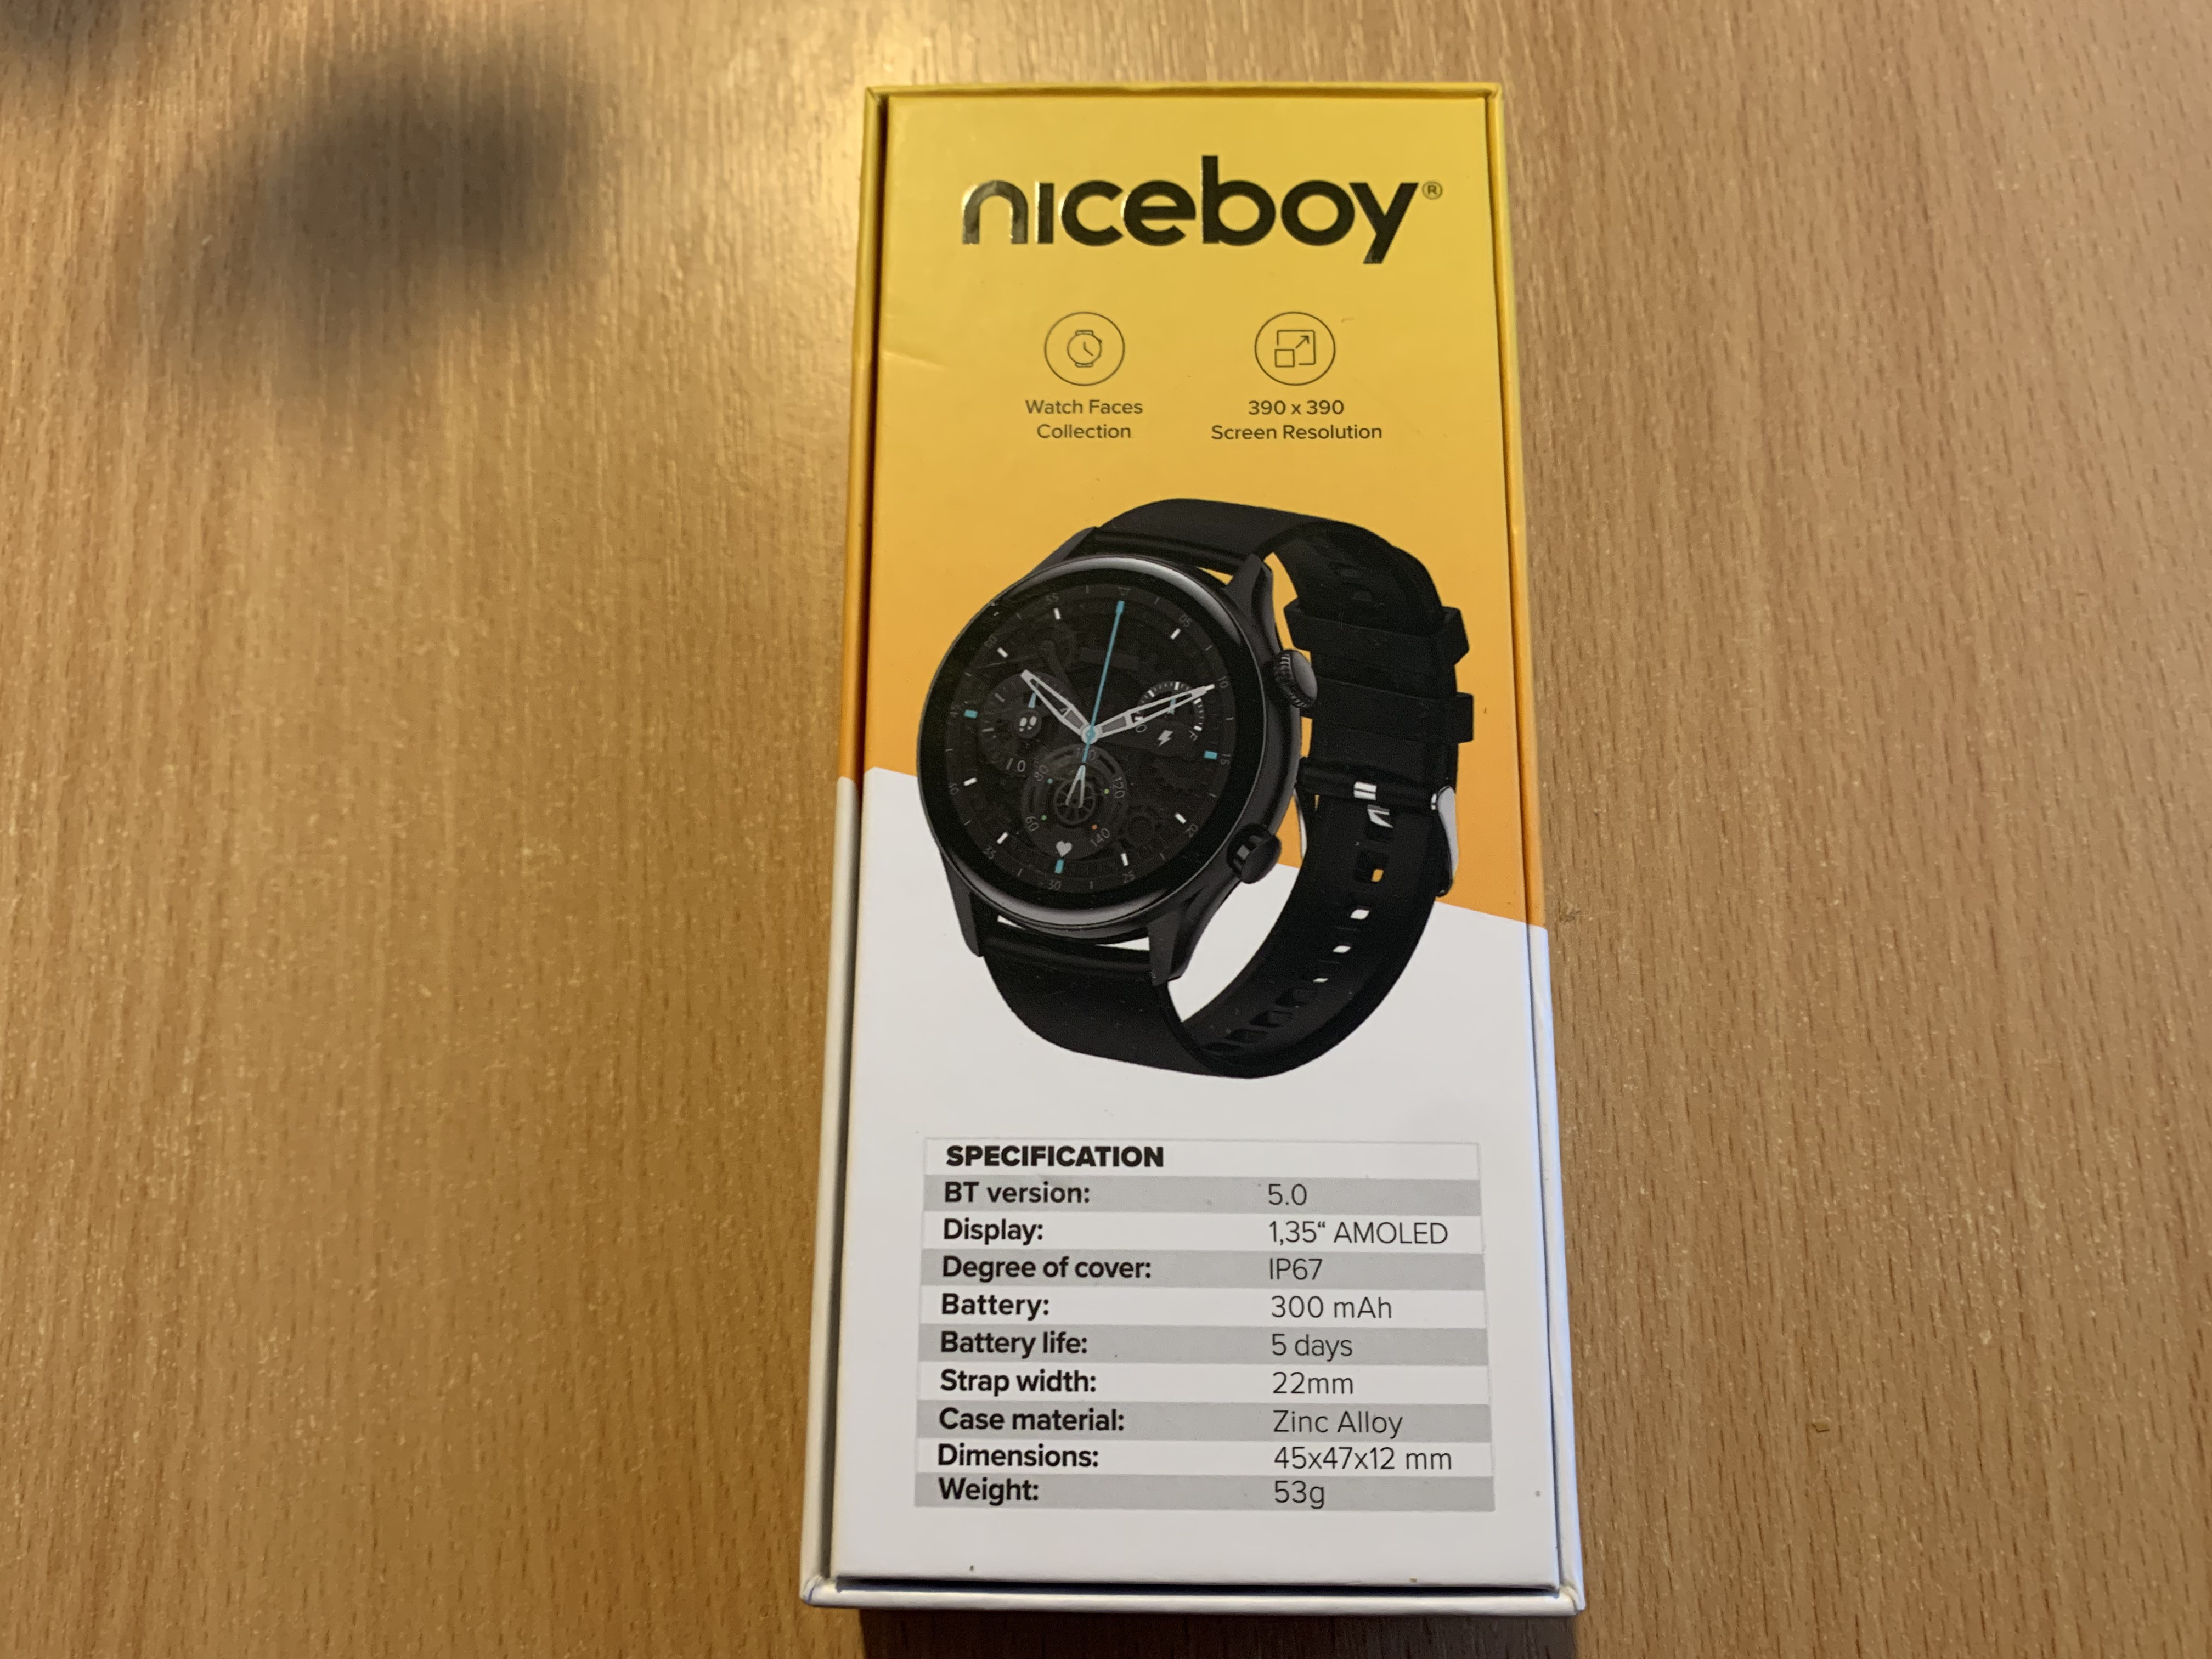 niceboy®
Watch Faces
Collection
390 x 390
Screen Resolution
SPECIFICATION
BT version: 5.0
Display: 1,35“ AMOLED
Degree of cover: IP67
Battery: 300 mAh
Battery life: 5 days
Strap width: 22mm
Case material: Zinc Alloy
Dimensions: 45x47x12 mm
Weight: 53g